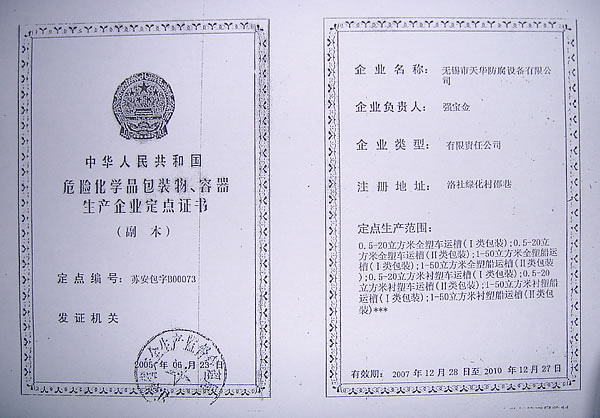 中华人民共和国
危险化学品包装物、容器
生产企业定点证书
(副 本)
定点编号: 苏安包字B00073
发证机关
2005 年 06 月 23 日
企业名称: 无锡市天华防腐设备有限公
司
企业负责人: 强宝金
企业类型: 有限责任公司
注册地址: 洛社绿化村邵巷
定点生产范围:
0.5-20立方米全塑车运槽(Ⅰ类包装);0.5-20立
方米全塑车运槽(Ⅱ类包装);1-50立方米全塑船运
槽(Ⅰ类包装);1-50立方米全塑船运槽(Ⅱ类包装
);0.5-20立方米衬塑车运槽(Ⅰ类包装);0.5-20
立方米衬塑车运槽(Ⅱ类包装);1-50立方米衬塑船
运槽(Ⅰ类包装);1-50立方米衬塑船运槽(Ⅱ类包
装)***
有效期: 2007 年 12 月 28 日至 2010 年 12 月 27 日